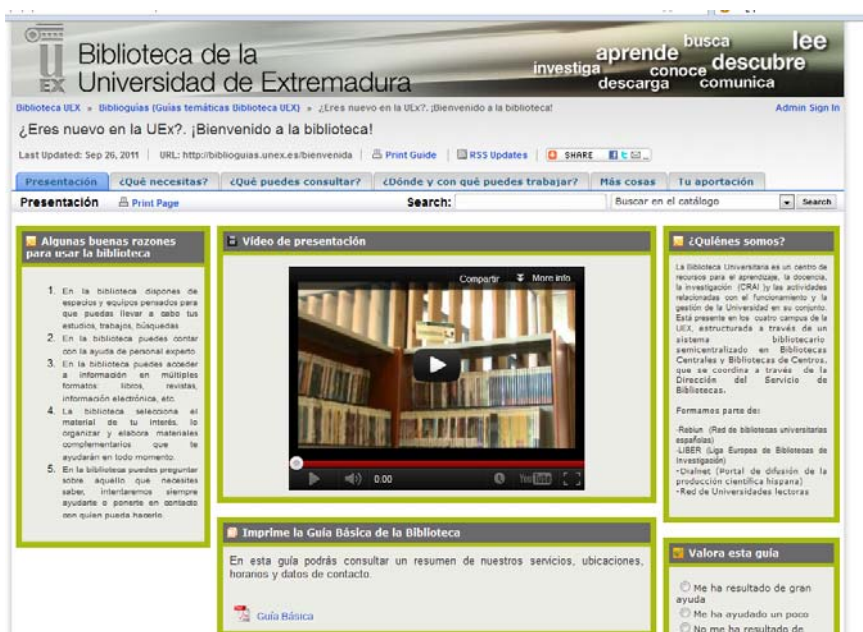 Biblioteca de la
Universidad de Extremadura
UEX
busca
lee
aprende
investiga
conoce
descubre
descarga
comunica
Biblioteca UEX » Biblioguías (Guías temáticas Biblioteca UEX) » ¿Eres nuevo en la UEx?. ¡Bienvenido a la biblioteca!
Admin Sign In
¿Eres nuevo en la UEx?. ¡Bienvenido a la biblioteca!
Last Updated: Sep 26, 2011 | URL: http://biblioguias.unex.es/bienvenida | Print Guide | RSS Updates | SHARE
Presentación ¿Qué necesitas? ¿Qué puedes consultar? ¿Dónde y con qué puedes trabajar? Más cosas Tu aportación
Presentación Print Page Search: Buscar en el catálogo Search
Algunas buenas razones
para usar la biblioteca
1. En la biblioteca dispones de
espacios y equipos pensados para
que puedas llevar a cabo tus
estudios, trabajos, búsquedas
2. En la biblioteca puedes contar
con la ayuda de personal experto.
3. En la biblioteca puedes acceder
a información en múltiples
formatos: libros, revistas,
información electrónica, etc.
4. La biblioteca selecciona el
material de tu interés, lo
organizar y elabora materiales
complementarios que te
ayudarán en todo momento.
5. En la biblioteca puedes preguntar
sobre aquello que necesites
saber, intentaremos siempre
ayudarte o ponerte en contacto
con quien pueda hacerlo.
Vídeo de presentación
Compartir More info
0:00 YouTube
Imprime la Guía Básica de la Biblioteca
En esta guía podrás consultar un resumen de nuestros servicios, ubicaciones,
horarios y datos de contacto.
Guía Básica
¿Quiénes somos?
La Biblioteca Universitaria es un centro de
recursos para el aprendizaje, la docencia,
la investigación (CRAI )y las actividades
relacionadas con el funcionamiento y la
gestión de la Universidad en su conjunto.
Está presente en los cuatro campus de la
UEX, estructurada a través de un
sistema bibliotecario
semicentralizado en Bibliotecas
Centrales y Bibliotecas de Centros,
que se coordina a través de la
Dirección del Servicio de
Bibliotecas.
Formamos parte de:
-Rebiun (Red de bibliotecas universitarias
españolas)
-LIBER (Liga Europea de Bibliotecas de
Investigación)
-Dialnet (Portal de difusión de la
producción científica hispana)
-Red de Universidades lectoras
Valora esta guía
Me ha resultado de gran
ayuda
Me ha ayudado un poco
No me ha resultado de